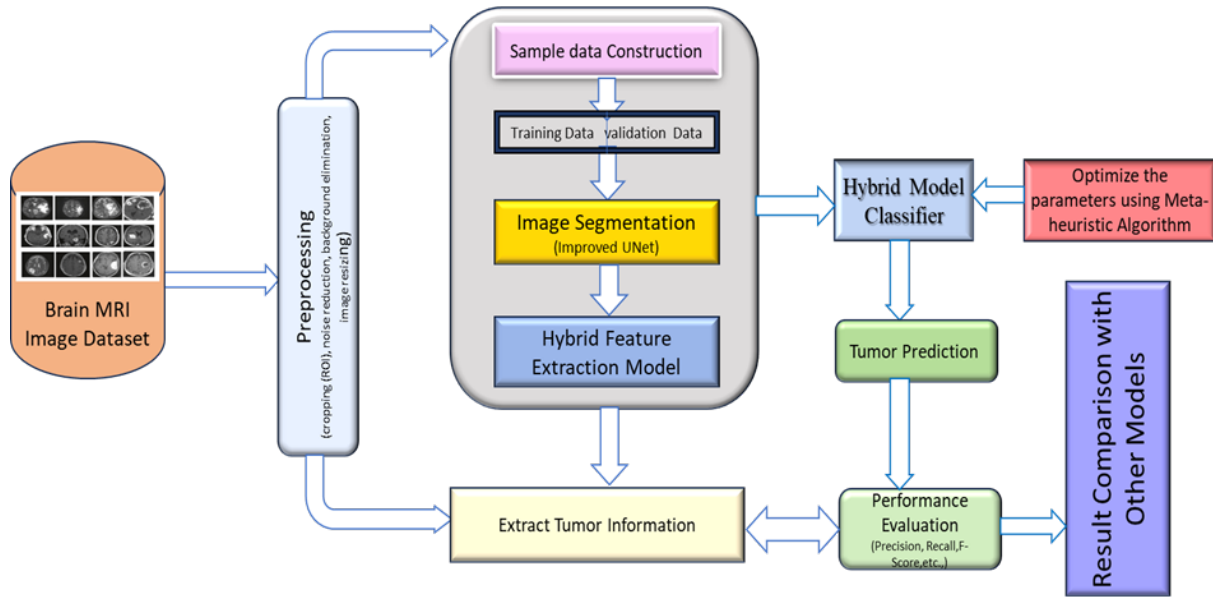 Brain MRI
Image Dataset
Preprocessing
(cropping (ROI), noise reduction, background elimination,
image resizing)
Sample data Construction
Training Data validation Data
Image Segmentation
(Improved UNet)
Hybrid Feature
Extraction Model
Extract Tumor Information
Hybrid Model
Classifier
Optimize the
parameters using Meta-
heuristic Algorithm
Tumor Prediction
Performance
Evaluation
(Precision, Recall,F-
Score,etc.,)
Result Comparison with
Other Models